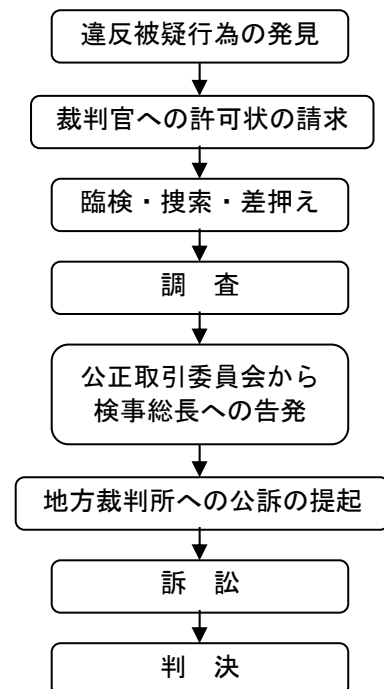 違反被疑行為の発見
裁判官への許可状の請求
臨検・捜索・差押え
調　査
公正取引委員会から
検事総長への告発
地方裁判所への公訴の提起
訴　訟
判　決